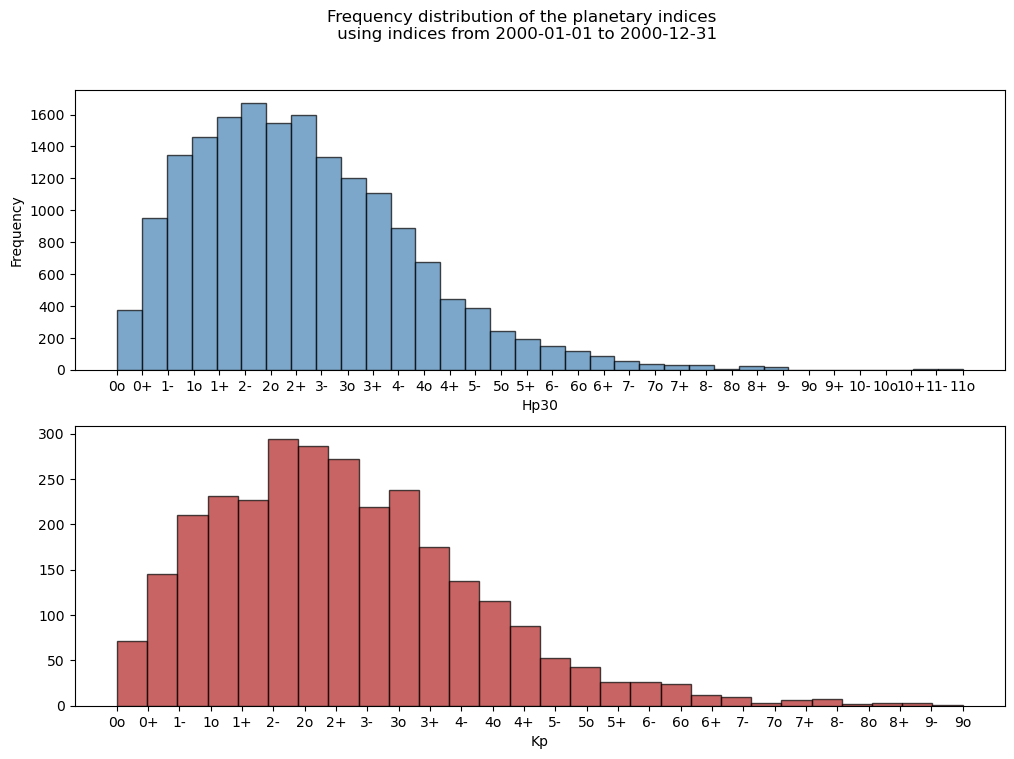 Frequency distribution of the planetary indices
using indices from 2000-01-01 to 2000-12-31
1600
1400
1200
1000
800
600
400
200
0
Frequency
0o 0+ 1- 1o 1+ 2- 2o 2+ 3- 3o 3+ 4- 4o 4+ 5- 5o 5+ 6- 6o 6+ 7- 7o 7+ 8- 8o 8+ 9- 9o 9+ 10- 10o 10+ 11- 11o
Hp30
300
250
200
150
100
50
0
0o 0+ 1- 1o 1+ 2- 2o 2+ 3- 3o 3+ 4- 4o 4+ 5- 5o 5+ 6- 6o 6+ 7- 7o 7+ 8- 8o 8+ 9- 9o
Kp